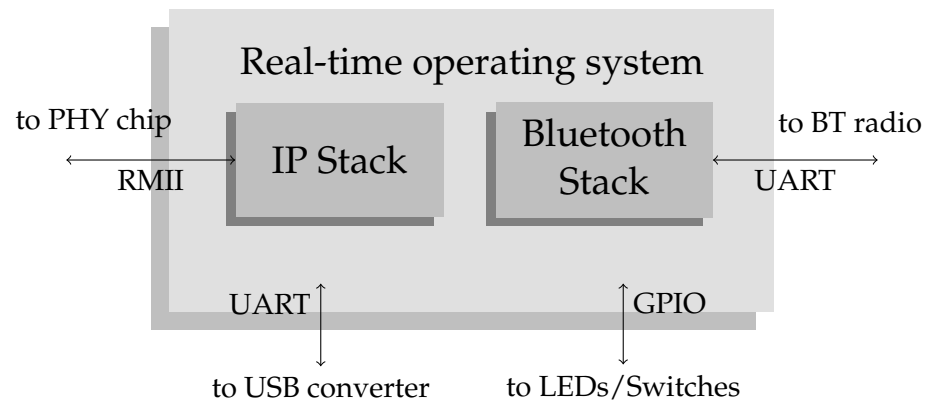 Real-time operating system
to PHY chip
RMII
IP Stack
Bluetooth
Stack
to BT radio
UART
UART
GPIO
to USB converter
to LEDs/Switches